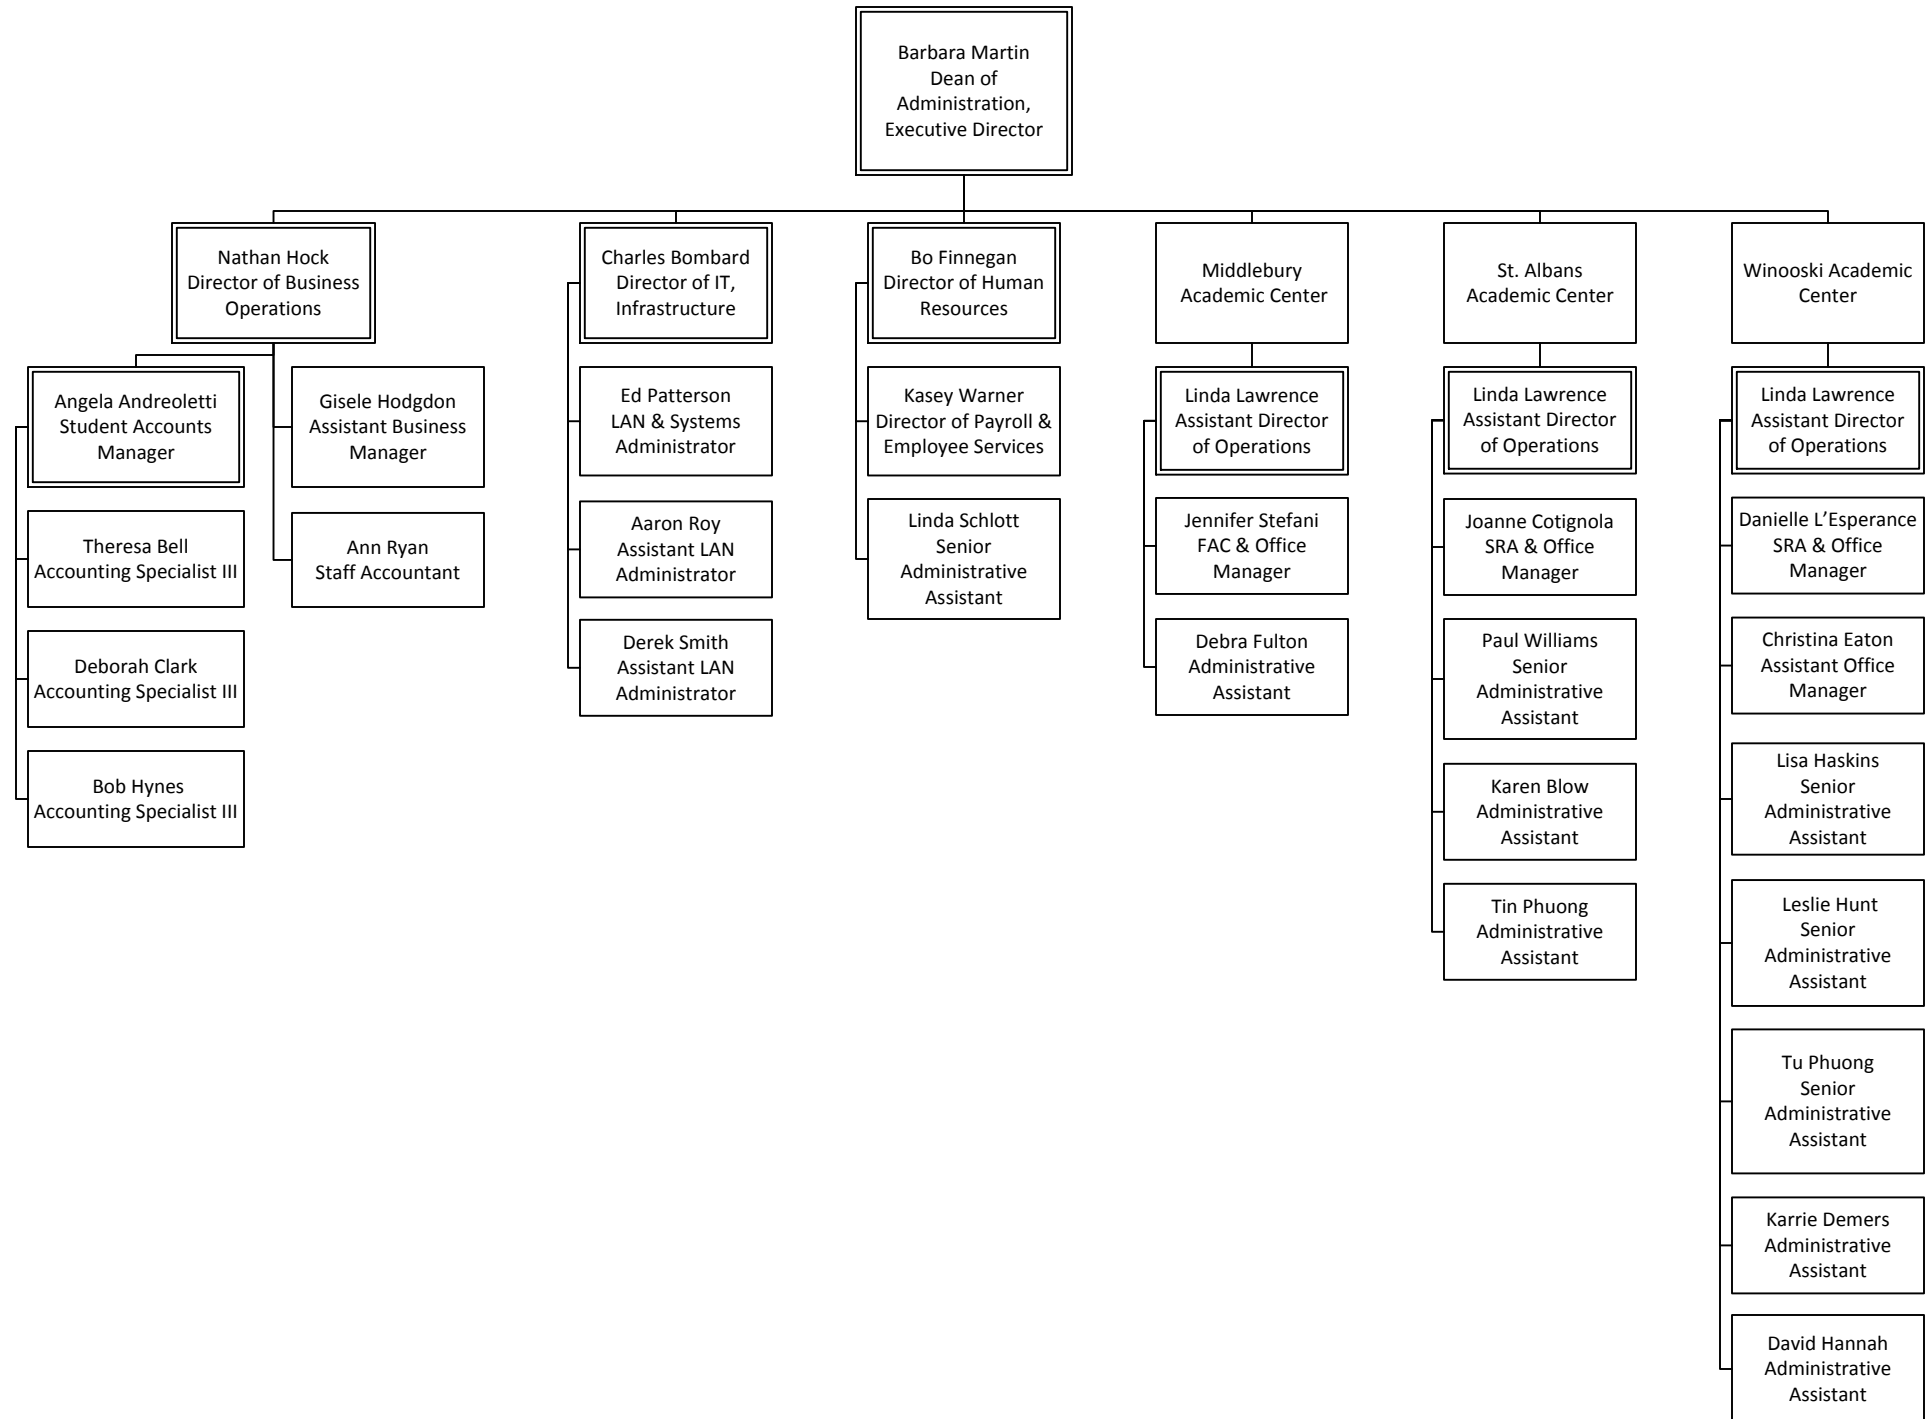 Barbara Martin
Dean of
Administration,
Executive Director
Nathan Hock
Director of Business
Operations
Charles Bombard
Director of IT,
Infrastructure
Bo Finnegan
Director of Human
Resources
Middlebury
Academic Center
St. Albans
Academic Center
Winooski Academic
Center
Angela Andreoletti
Student Accounts
Manager
Gisele Hodgdon
Assistant Business
Manager
Ed Patterson
LAN & Systems
Administrator
Kasey Warner
Director of Payroll &
Employee Services
Linda Lawrence
Assistant Director
of Operations
Linda Lawrence
Assistant Director
of Operations
Linda Lawrence
Assistant Director
of Operations
Theresa Bell
Accounting Specialist III
Ann Ryan
Staff Accountant
Aaron Roy
Assistant LAN
Administrator
Linda Schlott
Senior
Administrative
Assistant
Jennifer Stefani
FAC & Office
Manager
Joanne Cotignola
SRA & Office
Manager
Danielle L’Esperance
SRA & Office
Manager
Deborah Clark
Accounting Specialist III
Derek Smith
Assistant LAN
Administrator
Debra Fulton
Administrative
Assistant
Paul Williams
Senior
Administrative
Assistant
Christina Eaton
Assistant Office
Manager
Bob Hynes
Accounting Specialist III
Karen Blow
Administrative
Assistant
Lisa Haskins
Senior
Administrative
Assistant
Tin Phuong
Administrative
Assistant
Leslie Hunt
Senior
Administrative
Assistant
Tu Phuong
Senior
Administrative
Assistant
Karrie Demers
Administrative
Assistant
David Hannah
Administrative
Assistant